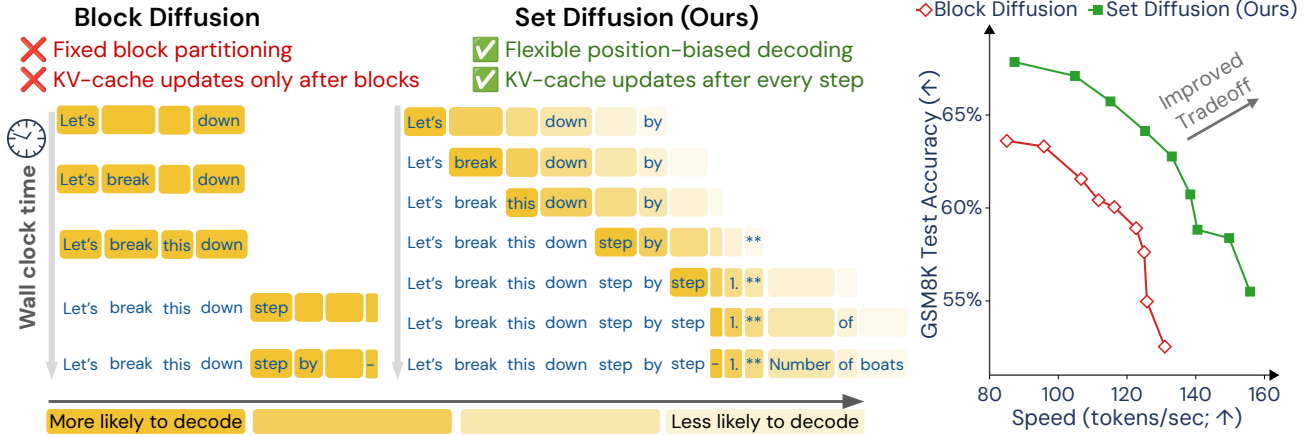 Block Diffusion
❌ Fixed block partitioning
❌ KV-cache updates only after blocks
Set Diffusion (Ours)
✅ Flexible position-biased decoding
✅ KV-cache updates after every step
Wall clock time
Let's down
Let's break down
Let's break this down
Let's break this down step
Let's break this down step by -
Let's down by
Let's break down by
Let's break this down by
Let's break this down step by **
Let's break this down step by step 1. **
Let's break this down step by step 1. ** of
Let's break this down step by step - 1. ** Number of boats
More likely to decode
Less likely to decode
Block Diffusion
Set Diffusion (Ours)
Improved
Tradeoff
GSM8K Test Accuracy (↑)
65%
60%
55%
80 100 120 140 160
Speed (tokens/sec; ↑)